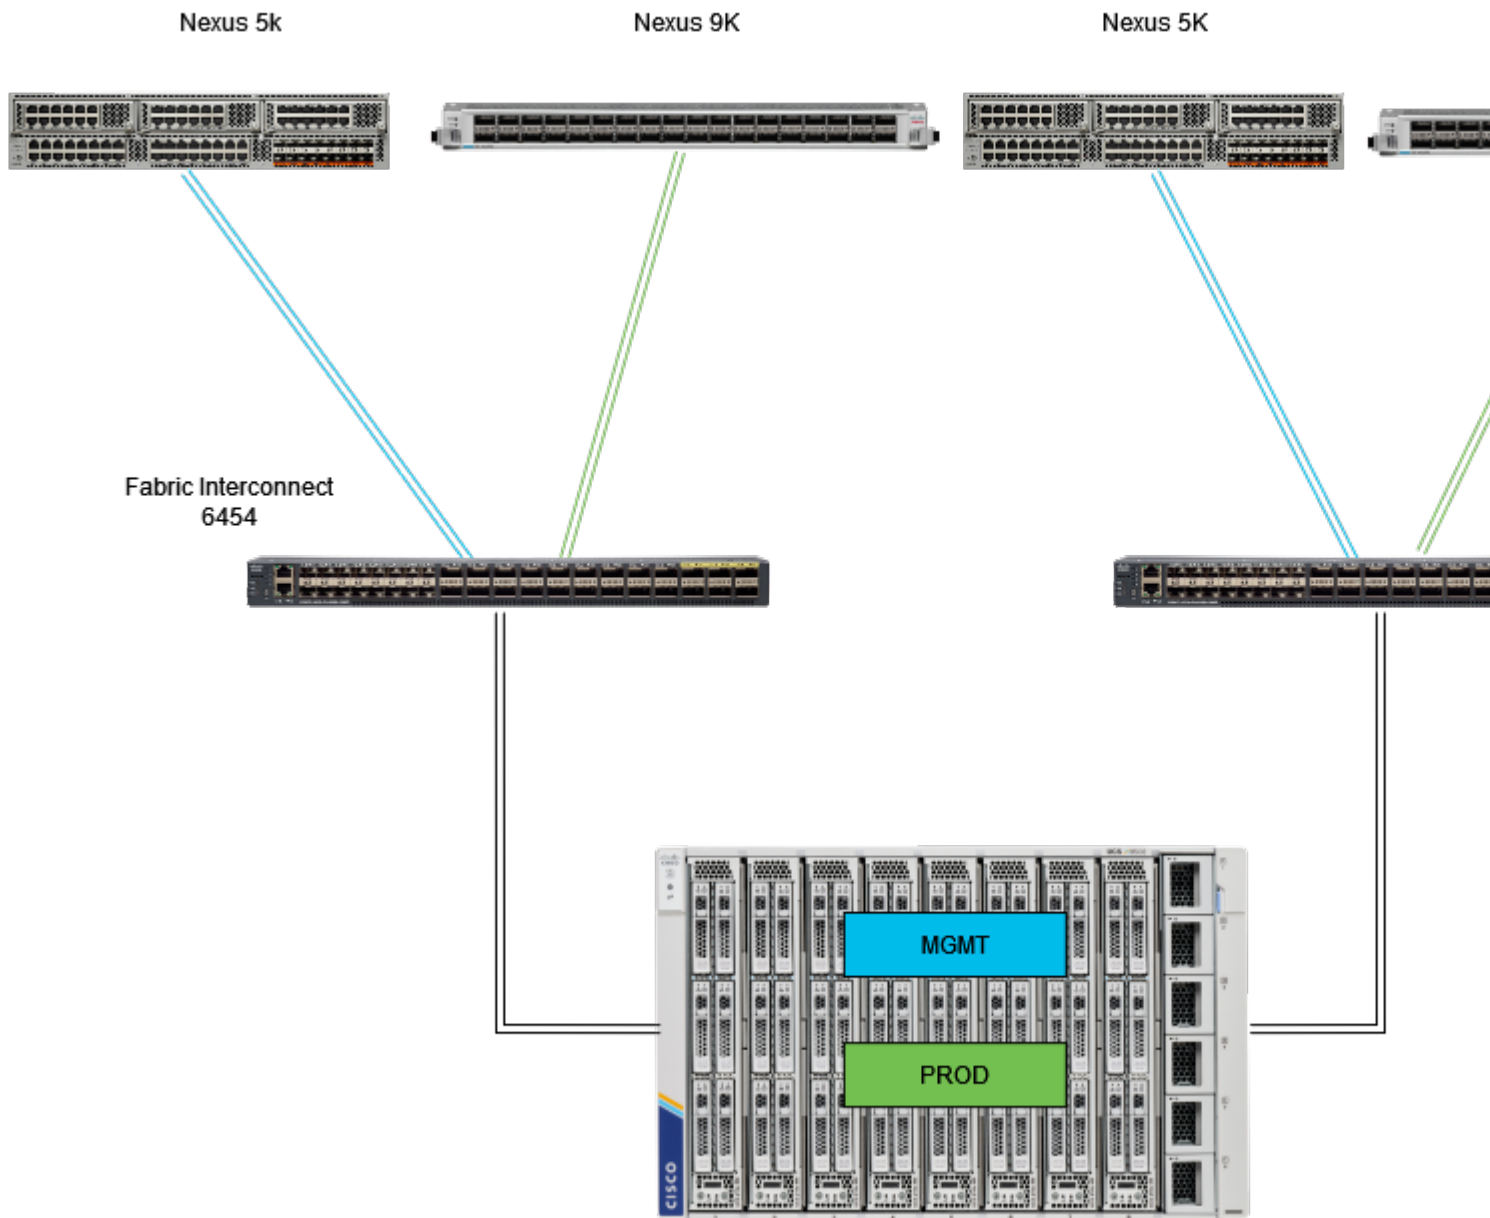 Nexus 5k
Nexus 9K
Nexus 5K
Fabric Interconnect
6454
MGMT
PROD
CISCO